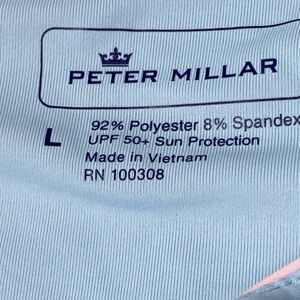 PETER MILLAR
L
92% Polyester 8% Spandex
UPF 50+ Sun Protection
Made in Vietnam
RN 100308